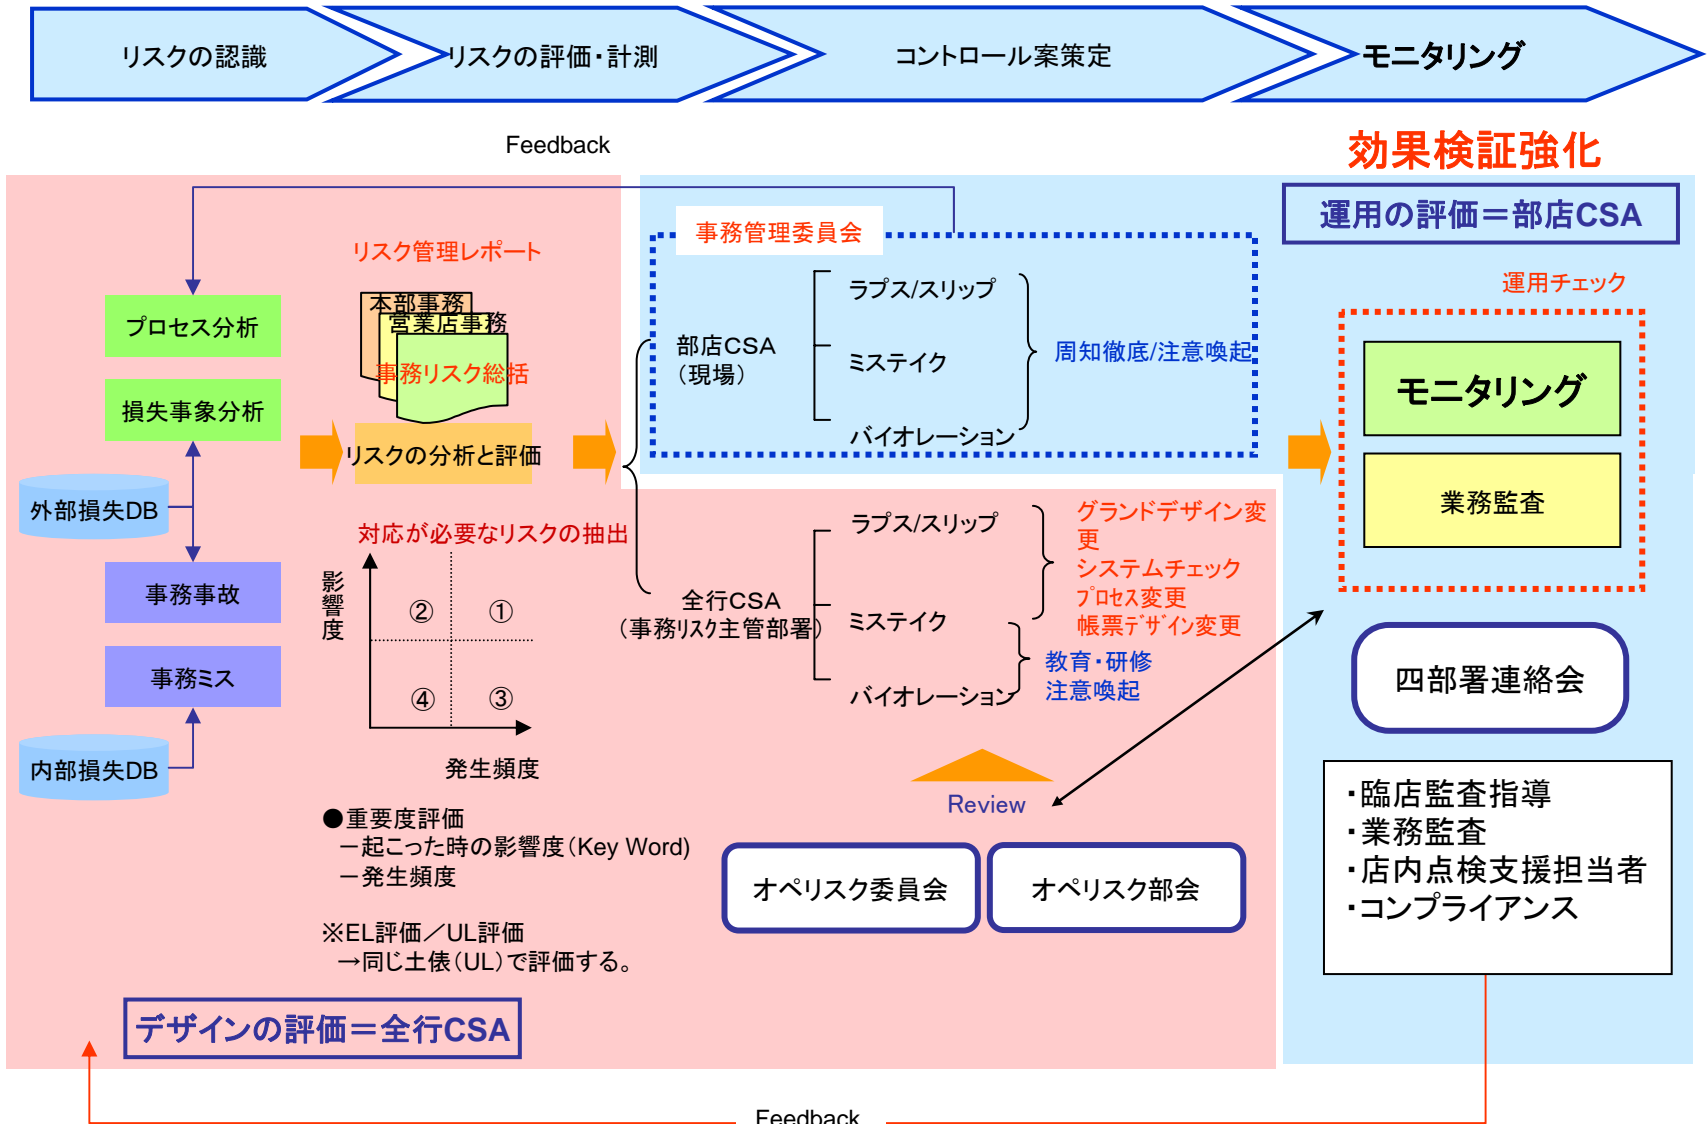 リスクの認識
リスクの評価・計測
コントロール案策定
モニタリング
Feedback
効果検証強化
運用の評価＝部店CSA
事務管理委員会
リスク管理レポート
運用チェック
プロセス分析
損失事象分析
外部損失DB
事務事故
事務ミス
内部損失DB
本部事務
営業店事務
事務リスク総括
リスクの分析と評価
対応が必要なリスクの抽出
影響度
②
①
④
③
発生頻度
●重要度評価
－起こった時の影響度（Key Word)
－発生頻度
※EL評価／UL評価
→同じ土俵（UL）で評価する。
デザインの評価＝全行CSA
部店CSA
（現場）
ラプス/スリップ
ミステイク
バイオレーション
周知徹底/注意喚起
全行CSA
（事務リスク主管部署）
ラプス/スリップ
ミステイク
バイオレーション
グランドデザイン変
更
システムチェック
プロセス変更
帳票デザイン変更
教育・研修
注意喚起
Review
オペリスク委員会
オペリスク部会
モニタリング
業務監査
四部署連絡会
・臨店監査指導
・業務監査
・店内点検支援担当者
・コンプライアンス
Feedback